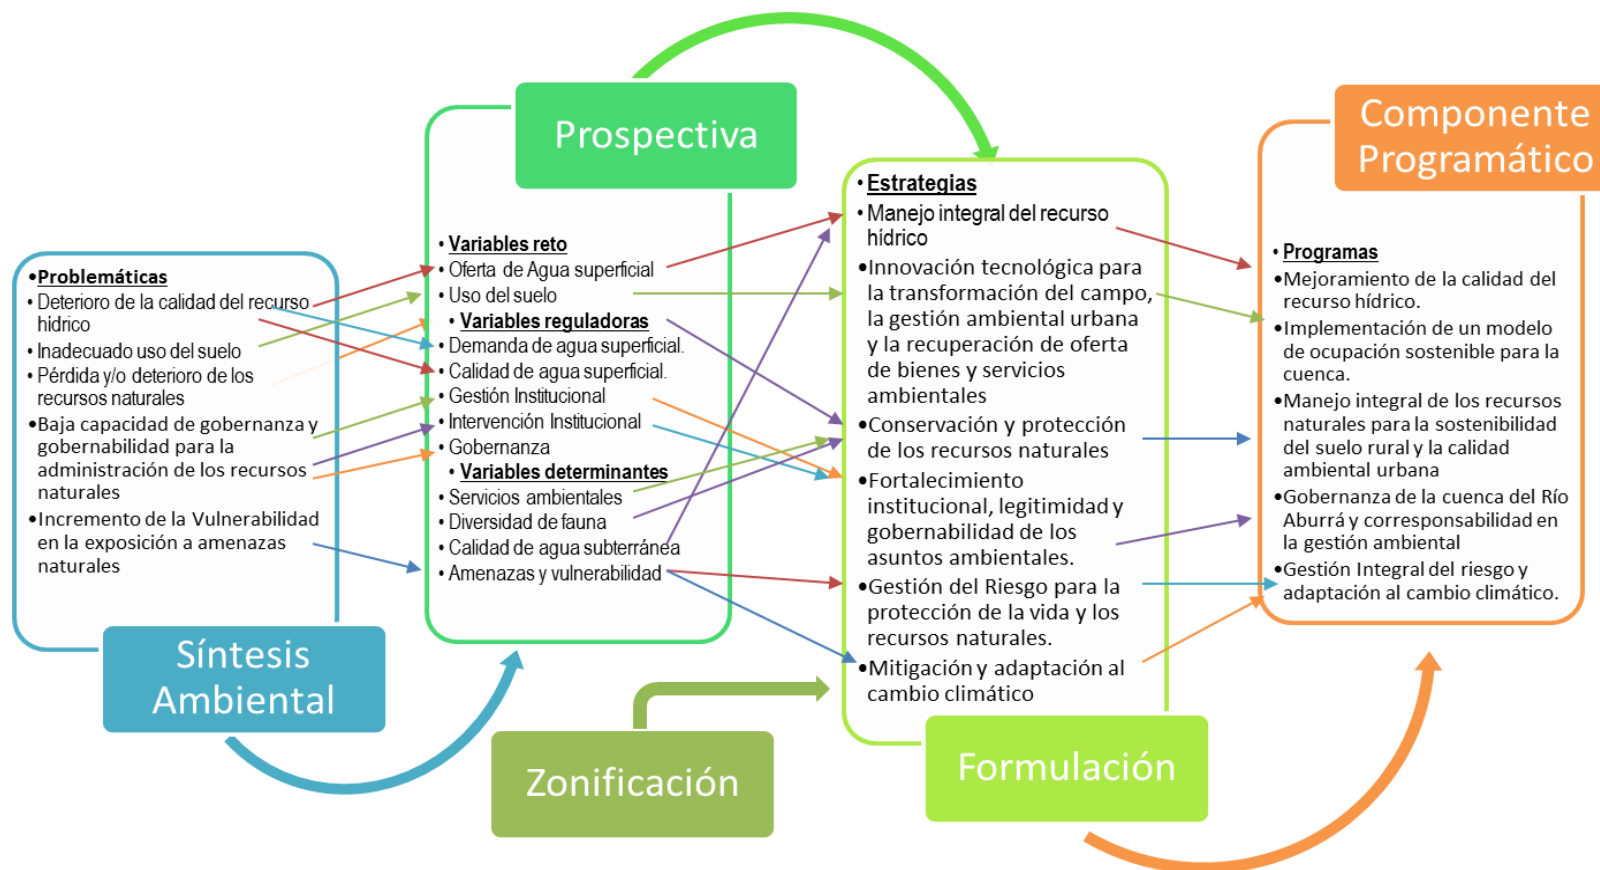 Síntesis
Ambiental
•Problemáticas
• Deterioro de la calidad del recurso
hídrico
• Inadecuado uso del suelo
• Pérdida y/o deterioro de los
recursos naturales
•Baja capacidad de gobernanza y
gobernabilidad para la
administración de los recursos
naturales
•Incremento de la Vulnerabilidad
en la exposición a amenazas
naturales
Prospectiva
• Variables reto
• Oferta de Agua superficial
• Uso del suelo
• Variables reguladoras
• Demanda de agua superficial.
• Calidad de agua superficial.
• Gestión Institucional
• Intervención Institucional
• Gobernanza
• Variables determinantes
• Servicios ambientales
• Diversidad de fauna
• Calidad de agua subterránea
• Amenazas y vulnerabilidad
Zonificación
• Estrategias
• Manejo integral del recurso
hídrico
•Innovación tecnológica para
la transformación del campo,
la gestión ambiental urbana
y la recuperación de oferta
de bienes y servicios
ambientales
•Conservación y protección
de los recursos naturales
•Fortalecimiento
institucional, legitimidad y
gobernabilidad de los
asuntos ambientales.
•Gestión del Riesgo para la
protección de la vida y los
recursos naturales.
•Mitigación y adaptación al
cambio climático
Formulación
Componente
Programático
• Programas
•Mejoramiento de la calidad del
recurso hídrico.
•Implementación de un modelo
de ocupación sostenible para la
cuenca.
•Manejo integral de los recursos
naturales para la sostenibilidad
del suelo rural y la calidad
ambiental urbana
•Gobernanza de la cuenca del Río
Aburrá y corresponsabilidad en
la gestión ambiental
•Gestión Integral del riesgo y
adaptación al cambio climático.